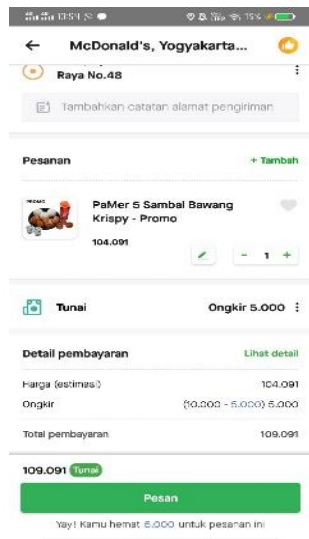 McDonald's, Yogyakarta...
Raya No.48
Tambahkan catatan alamat pengiriman
Pesanan
+ Tambah
PROMO
PaMer 5 Sambal Bawang
Krispy - Promo
104.091
- 1 +
Tunai
Ongkir 5.000
Detail pembayaran
Lihat detail
Harga (estimasi)
104.091
Ongkir
(10.000 - 5.000) 5.000
Total pembayaran
109.091
109.091 Tunai
Pesan
Yay! Kamu hemat 5.000 untuk pesanan ini